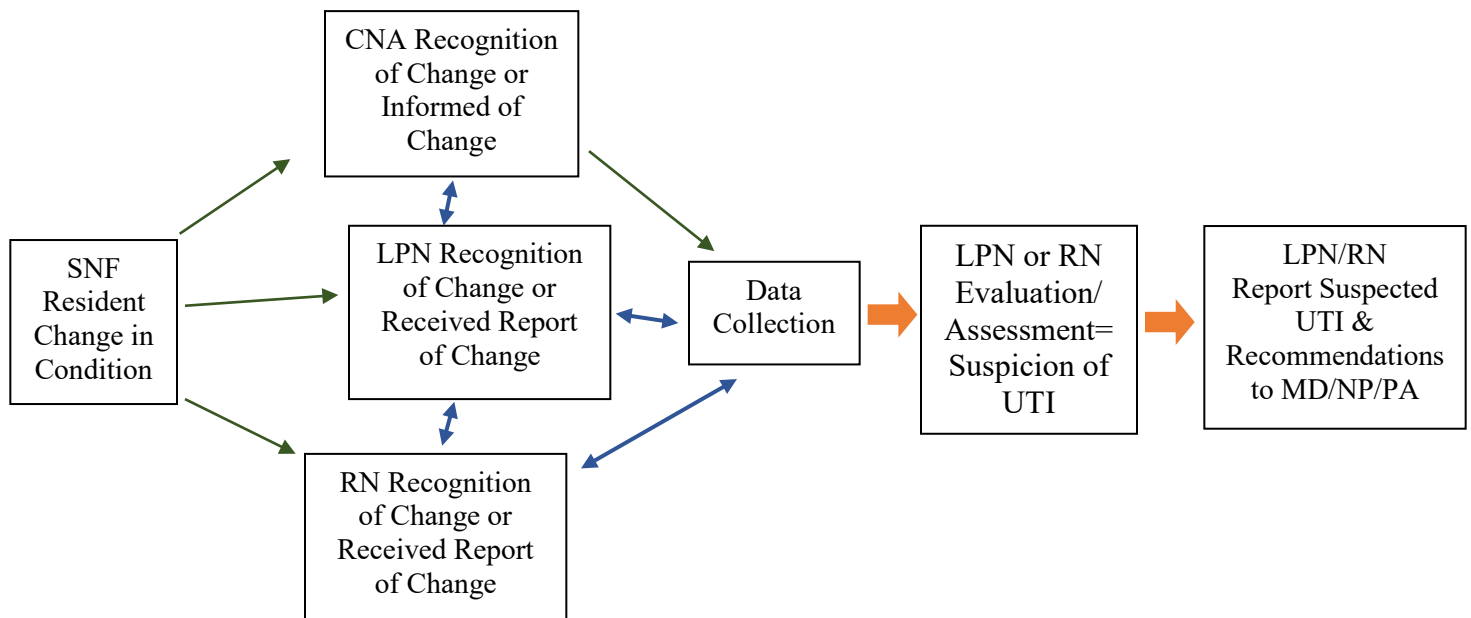 SNF
Resident
Change in
Condition
CNA Recognition
of Change or
Informed of
Change
LPN Recognition
of Change or
Received Report
of Change
RN Recognition
of Change or
Received Report
of Change
Data
Collection
LPN or RN
Evaluation/
Assessment=
Suspicion of
UTI
LPN/RN
Report Suspected
UTI &
Recommendations
to MD/NP/PA